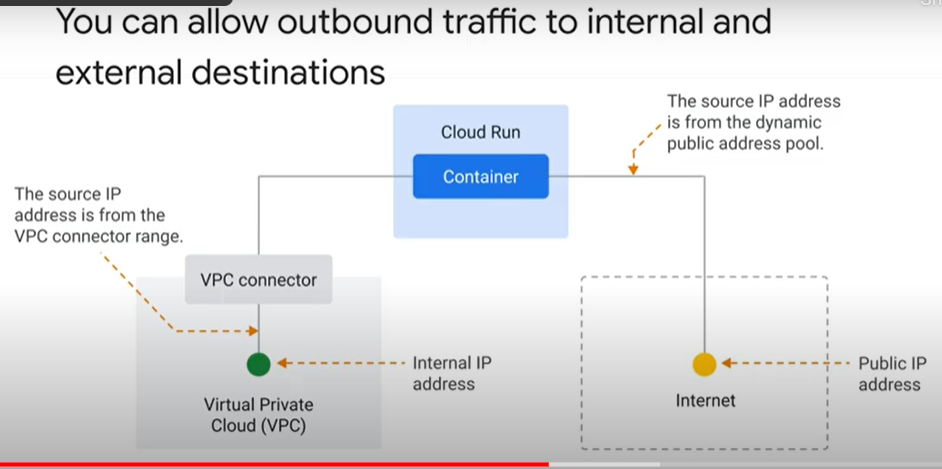 You can allow outbound traffic to internal and
external destinations
The source IP address
is from the dynamic
public address pool.
Cloud Run
Container
The source IP
address is from the
VPC connector range.
VPC connector
Internal IP
address
Public IP
address
Virtual Private
Cloud (VPC)
Internet